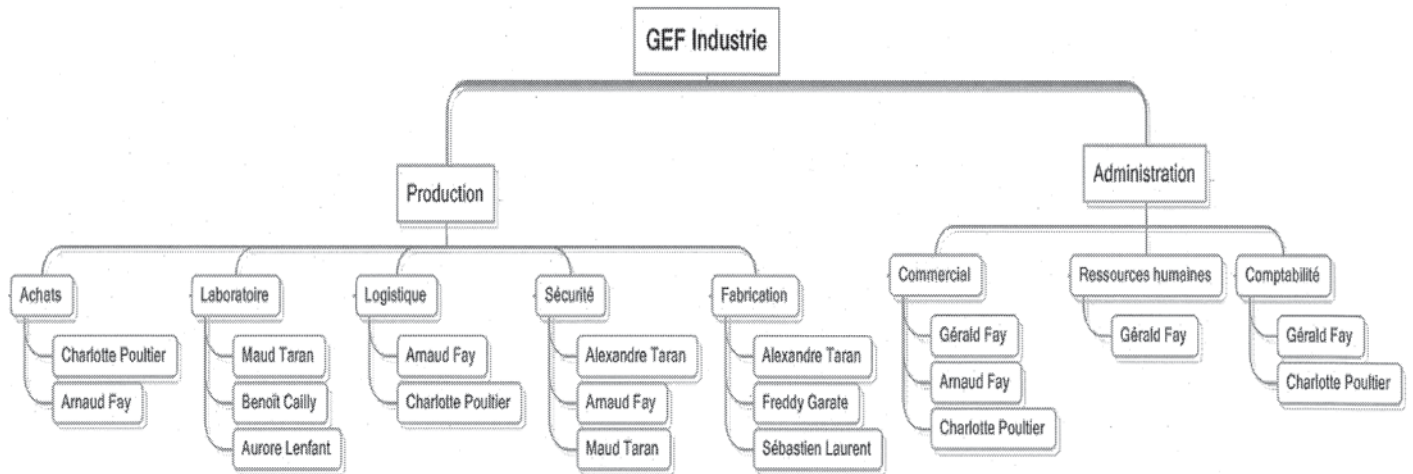 GEF Industrie
Production
Administration
Achats
Laboratoire
Logistique
Sécurité
Fabrication
Commercial
Ressources humaines
Comptabilité
Charlotte Poultier
Arnaud Fay
Maud Taran
Benoît Cailly
Aurore Lenfant
Arnaud Fay
Charlotte Poultier
Alexandre Taran
Arnaud Fay
Maud Taran
Alexandre Taran
Freddy Garate
Sébastien Laurent
Gérald Fay
Arnaud Fay
Charlotte Poultier
Gérald Fay
Gérald Fay
Charlotte Poultier